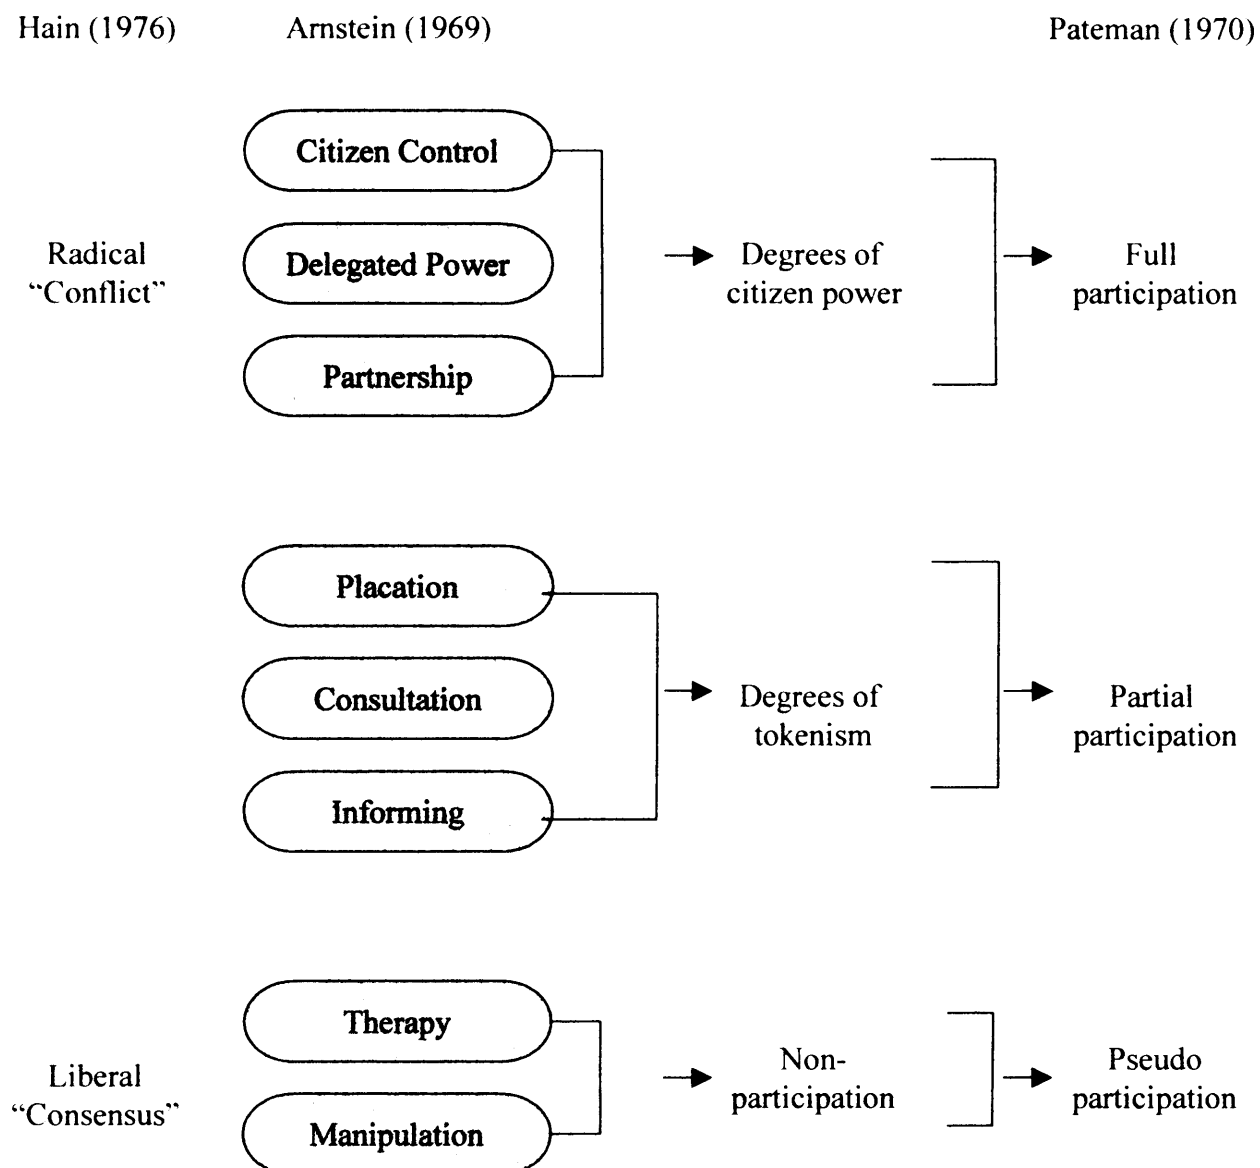 Hain (1976)
Arnstein (1969)
Pateman (1970)
Citizen Control
Radical
“Conflict”
Delegated Power
Degrees of
citizen power
Full
participation
Partnership
Placation
Consultation
Degrees of
tokenism
Partial
participation
Informing
Therapy
Liberal
“Consensus”
Non-
participation
Pseudo
participation
Manipulation